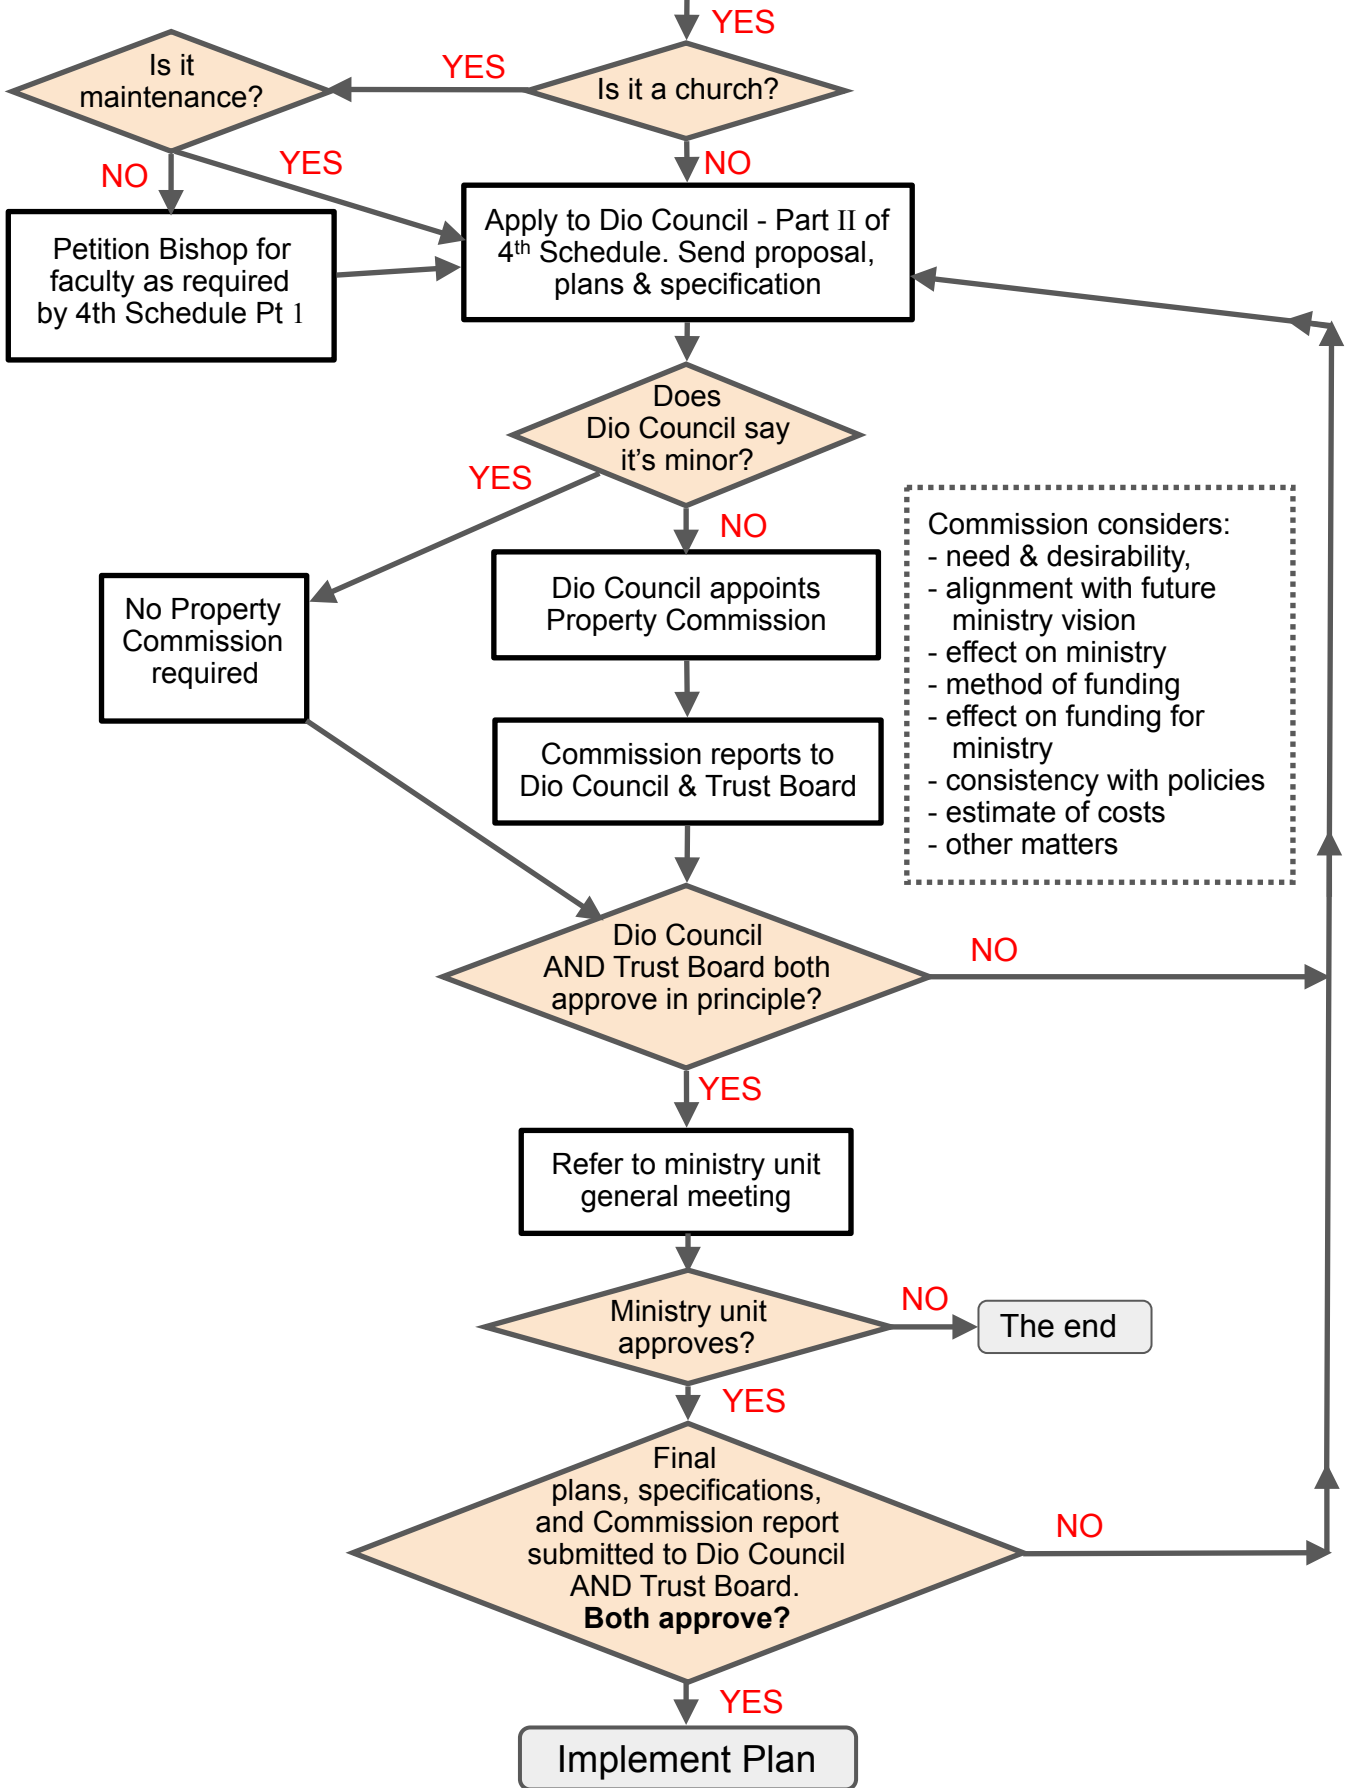 YES
Is it
maintenance?
YES
Is it a church?
NO
YES
NO
Petition Bishop for
faculty as required
by 4th Schedule Pt 1
Apply to Dio Council - Part II of
4th Schedule. Send proposal,
plans & specification
Does
Dio Council say
it's minor?
YES
NO
No Property
Commission
required
Dio Council appoints
Property Commission
Commission reports to
Dio Council & Trust Board
Commission considers:
- need & desirability,
- alignment with future
ministry vision
- effect on ministry
- method of funding
- effect on funding for
ministry
- consistency with policies
- estimate of costs
- other matters
Dio Council
AND Trust Board both
approve in principle?
NO
YES
Refer to ministry unit
general meeting
Ministry unit
approves?
NO
The end
YES
Final
plans, specifications,
and Commission report
submitted to Dio Council
AND Trust Board.
Both approve?
NO
YES
Implement Plan